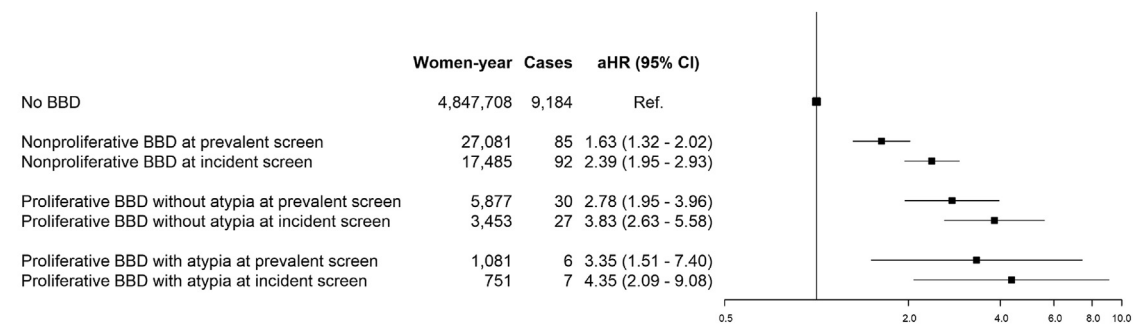 Women-year Cases aHR (95% CI)
No BBD 4,847,708 9,184 Ref.
Nonproliferative BBD at prevalent screen 27,081 85 1.63 (1.32 - 2.02)
Nonproliferative BBD at incident screen 17,485 92 2.39 (1.95 - 2.93)
Proliferative BBD without atypia at prevalent screen 5,877 30 2.78 (1.95 - 3.96)
Proliferative BBD without atypia at incident screen 3,453 27 3.83 (2.63 - 5.58)
Proliferative BBD with atypia at prevalent screen 1,081 6 3.35 (1.51 - 7.40)
Proliferative BBD with atypia at incident screen 751 7 4.35 (2.09 - 9.08)
0.5 2.0 4.0 6.0 8.0 10.0